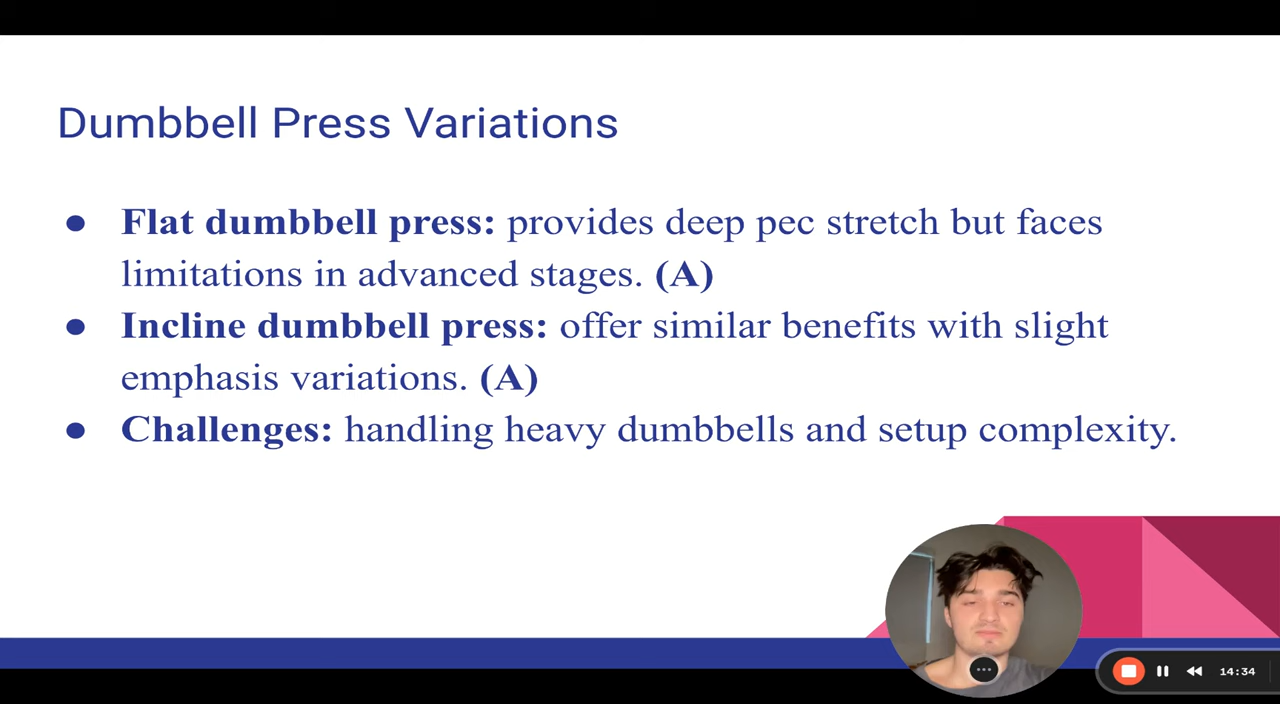 Dumbbell Press Variations
● Flat dumbbell press: provides deep pec stretch but faces
limitations in advanced stages. (A)
● Incline dumbbell press: offer similar benefits with slight
emphasis variations. (A)
● Challenges: handling heavy dumbbells and setup complexity.
14:34